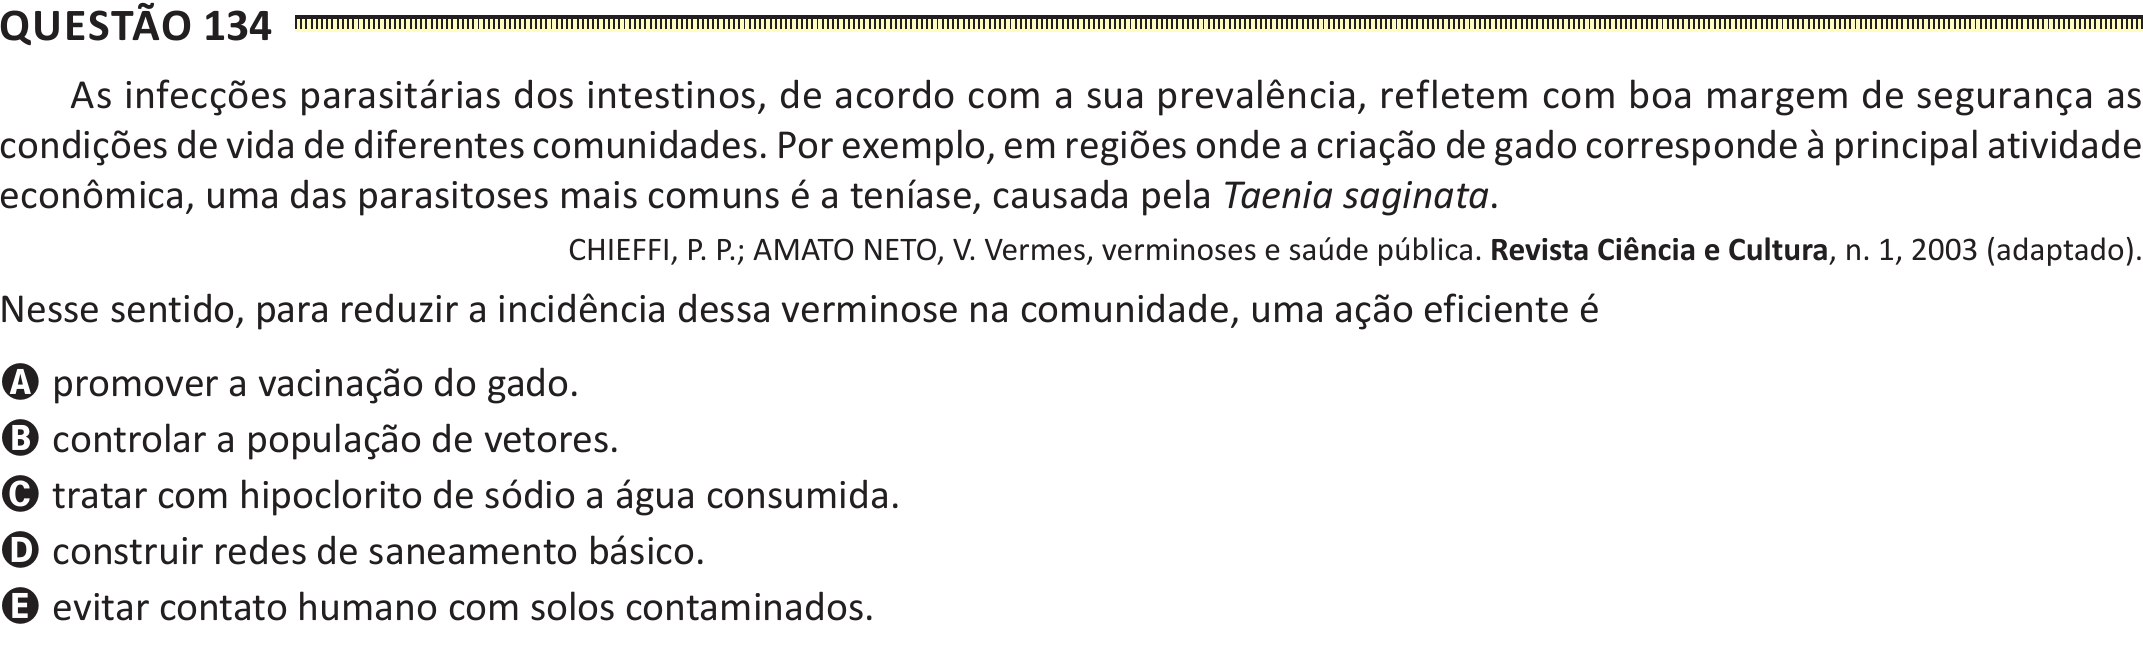 QUESTÃO 134
As infecções parasitárias dos intestinos, de acordo com a sua prevalência, refletem com boa margem de segurança as
condições de vida de diferentes comunidades. Por exemplo, em regiões onde a criação de gado corresponde à principal atividade
econômica, uma das parasitoses mais comuns é a teníase, causada pela Taenia saginata.
CHIEFFI, P. P.; AMATO NETO, V. Vermes, verminoses e saúde pública. Revista Ciência e Cultura, n. 1, 2003 (adaptado).
Nesse sentido, para reduzir a incidência dessa verminose na comunidade, uma ação eficiente é
A promover a vacinação do gado.
B controlar a população de vetores.
C tratar com hipoclorito de sódio a água consumida.
D construir redes de saneamento básico.
E evitar contato humano com solos contaminados.